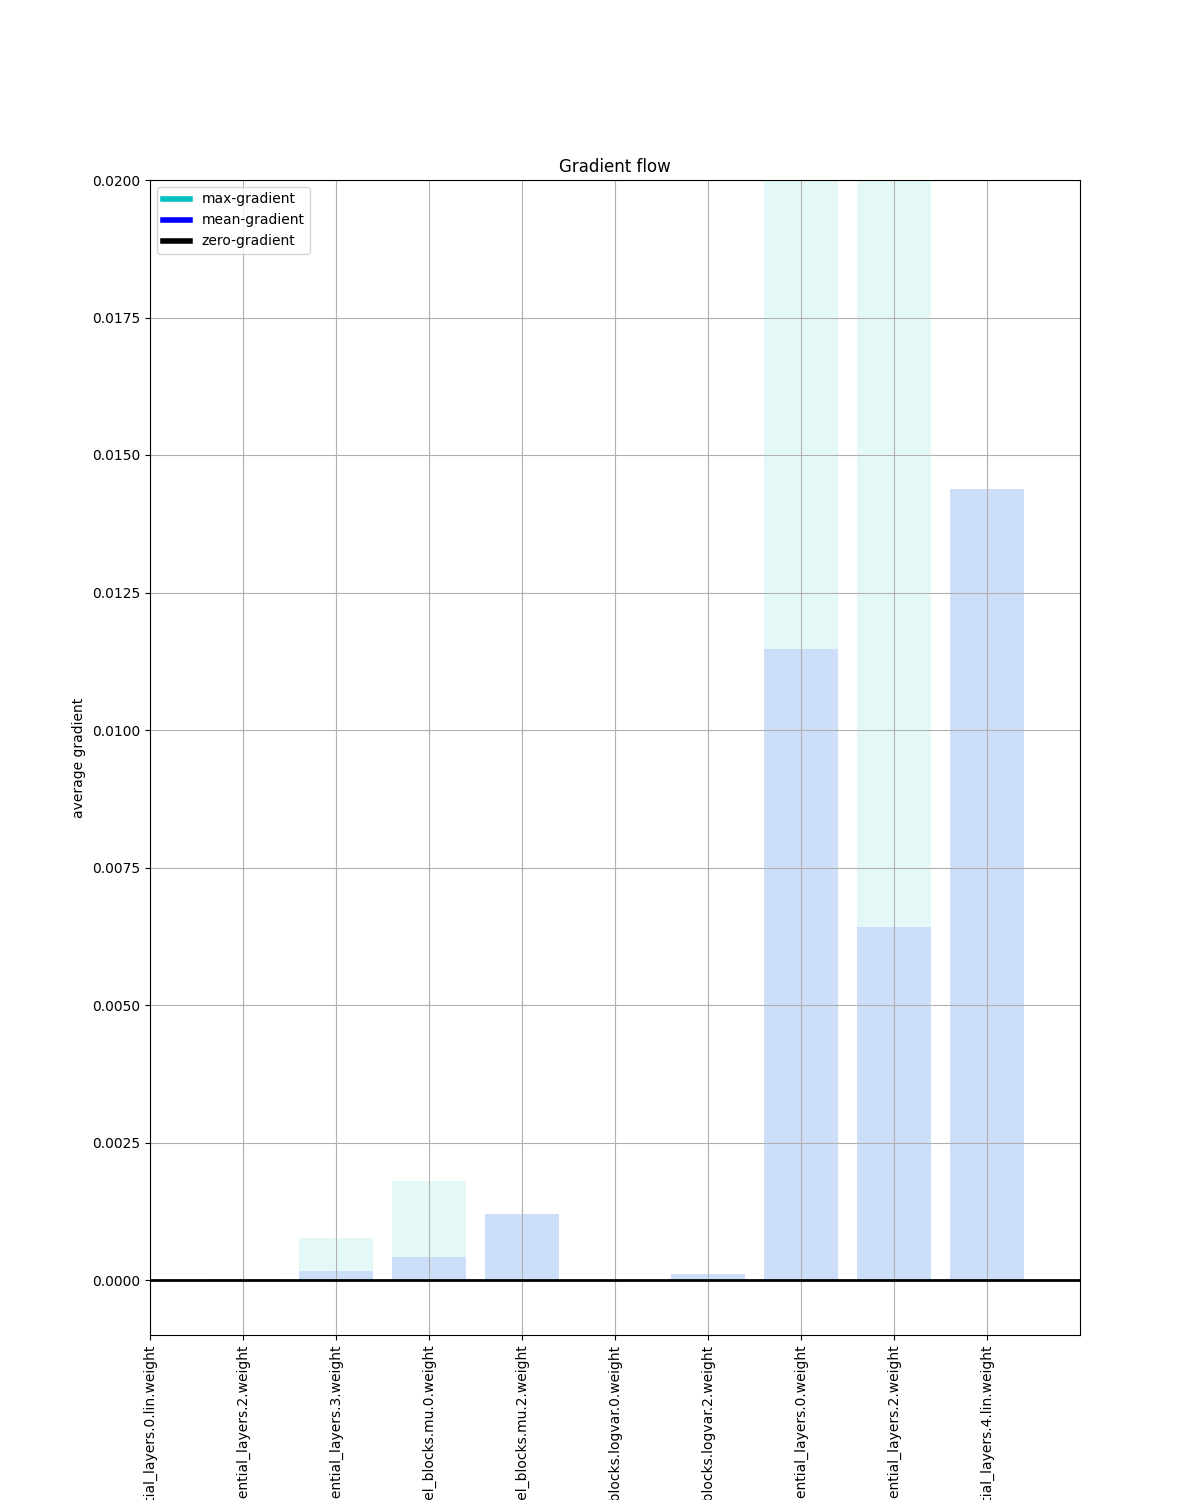 Gradient flow
max-gradient
mean-gradient
zero-gradient
0.0200
0.0175
0.0150
0.0125
0.0100
0.0075
0.0050
0.0025
0.0000
average gradient
tial_layers.0.lin.weight
ential_layers.2.weight
ential_layers.3.weight
el_blocks.mu.0.weight
el_blocks.mu.2.weight
blocks.logvar.0.weight
blocks.logvar.2.weight
ential_layers.0.weight
ential_layers.2.weight
tial_layers.4.lin.weight